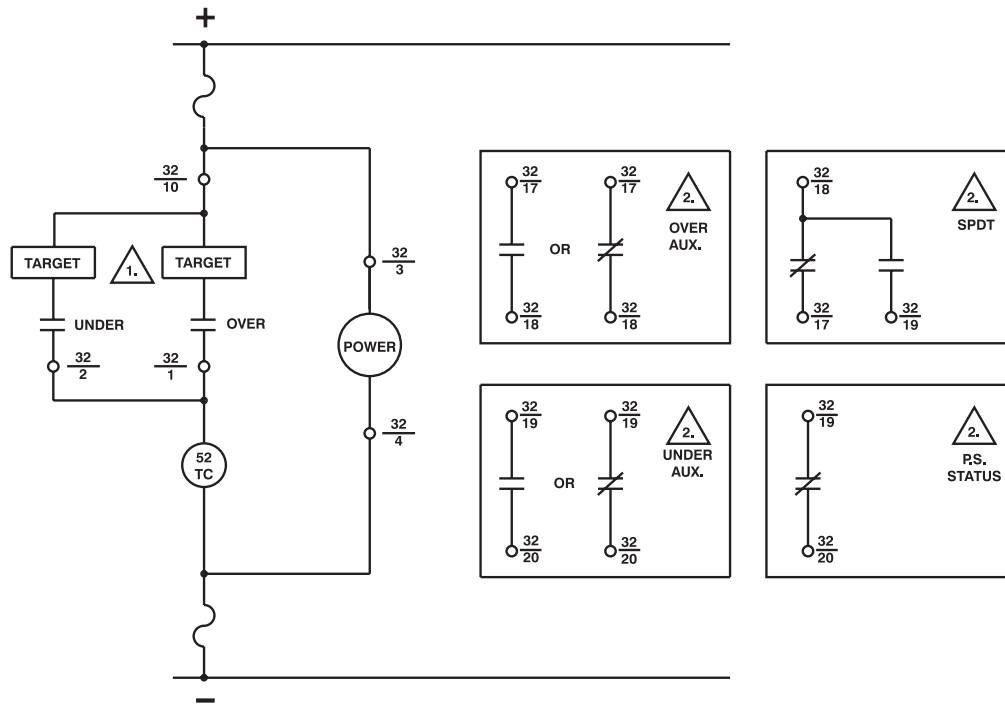 +
32
10
TARGET
1.
TARGET
UNDER
OVER
32
2
32
1
32
3
POWER
32
4
52
TC
–
32
17
OR
32
17
2.
OVER
AUX.
32
18
32
18
32
18
2.
SPDT
32
17
32
19
32
19
OR
32
19
2.
UNDER
AUX.
32
20
32
20
32
19
2.
P.S.
STATUS
32
20